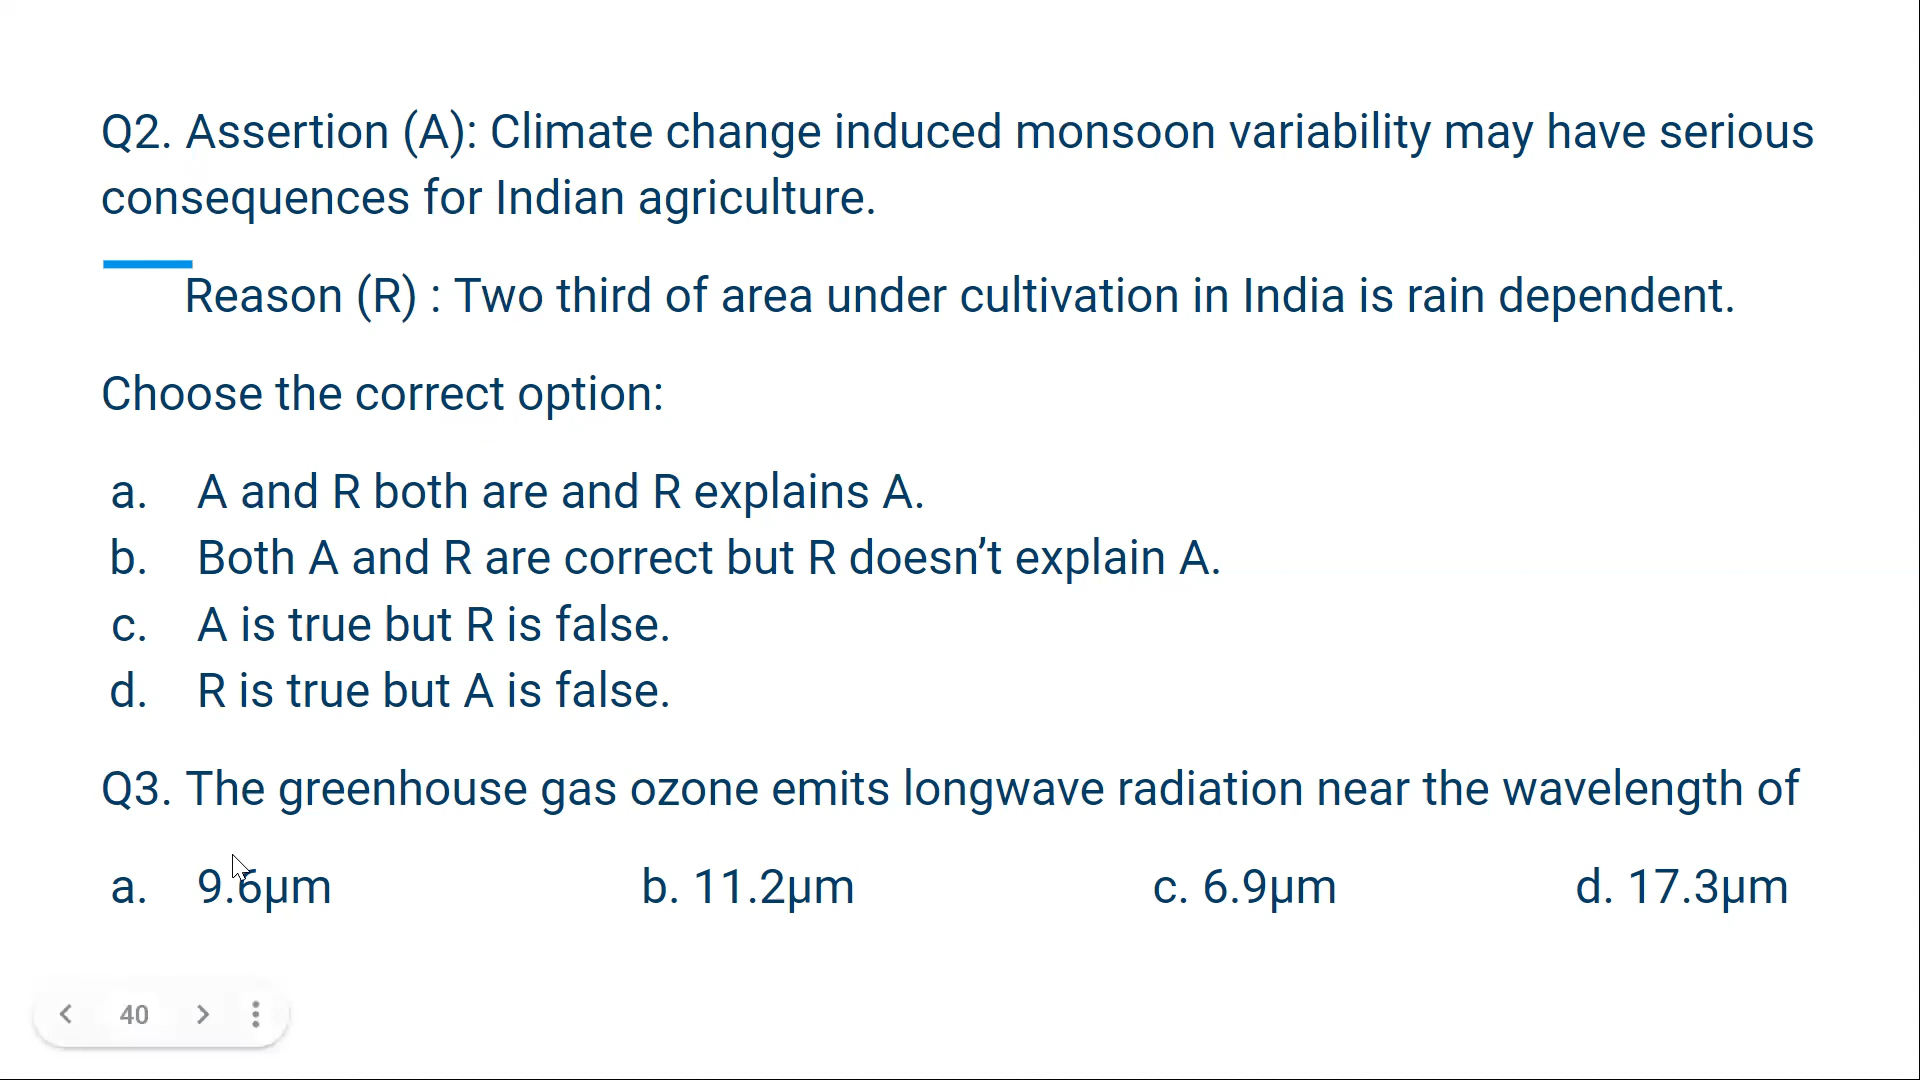 Q2. Assertion (A): Climate change induced monsoon variability may have serious
consequences for Indian agriculture.
Reason (R) : Two third of area under cultivation in India is rain dependent.
Choose the correct option:
a. A and R both are and R explains A.
b. Both A and R are correct but R doesn’t explain A.
c. A is true but R is false.
d. R is true but A is false.
Q3. The greenhouse gas ozone emits longwave radiation near the wavelength of
a. 9.6µm b. 11.2µm c. 6.9µm d. 17.3µm
40